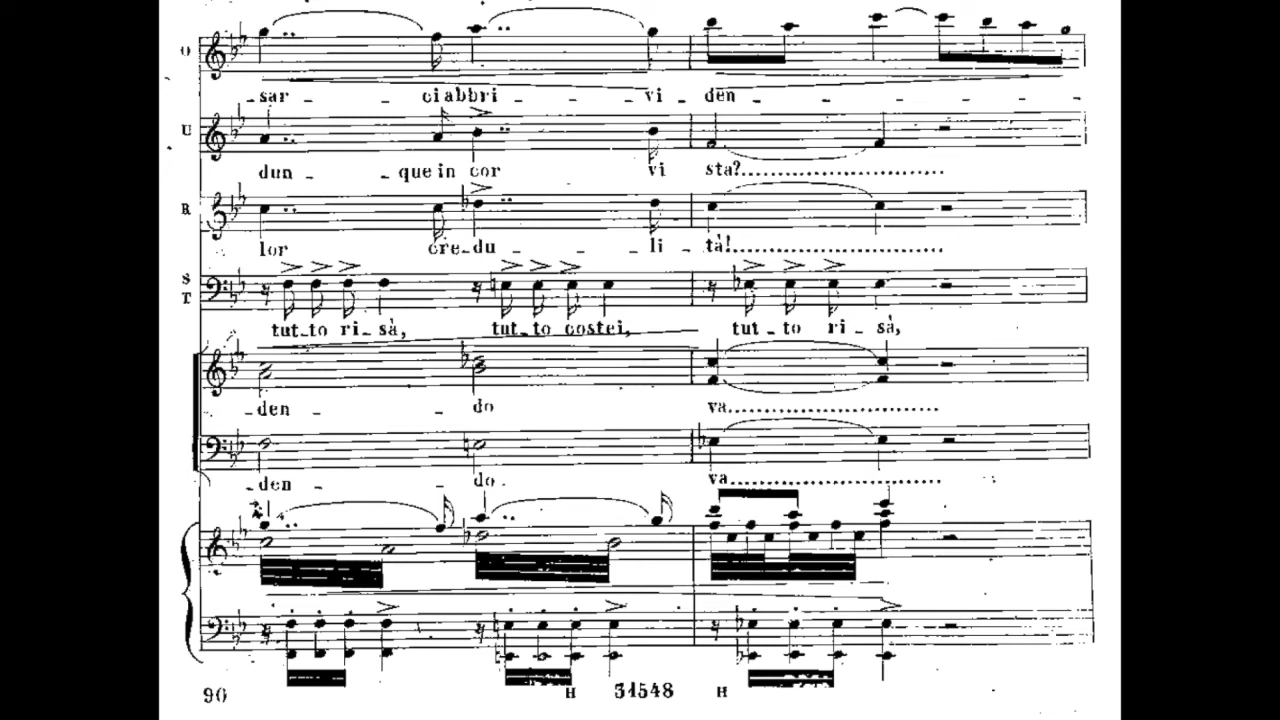 O
sar - - ci abbri - - vi - den - - - - - -
U
dun - - que in cor vi sta?
R
lor cre - du - - - li - tà!
S
T
tut - to ri - sà, tut - to costei, tut - to ri - sà,
- den - - do va
- den - - do. va
90 H 31548 H